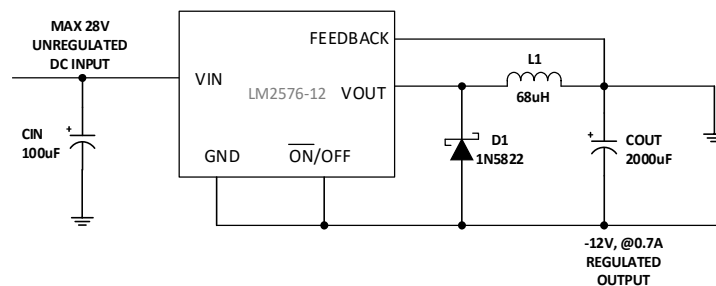 MAX 28V
UNREGULATED
DC INPUT
FEEDBACK
L1
VIN
LM2576-12
VOUT
68uH
CIN
100uF
+
GND
ON/OFF
D1
1N5822
+
COUT
2000uF
-12V, @0.7A
REGULATED
OUTPUT